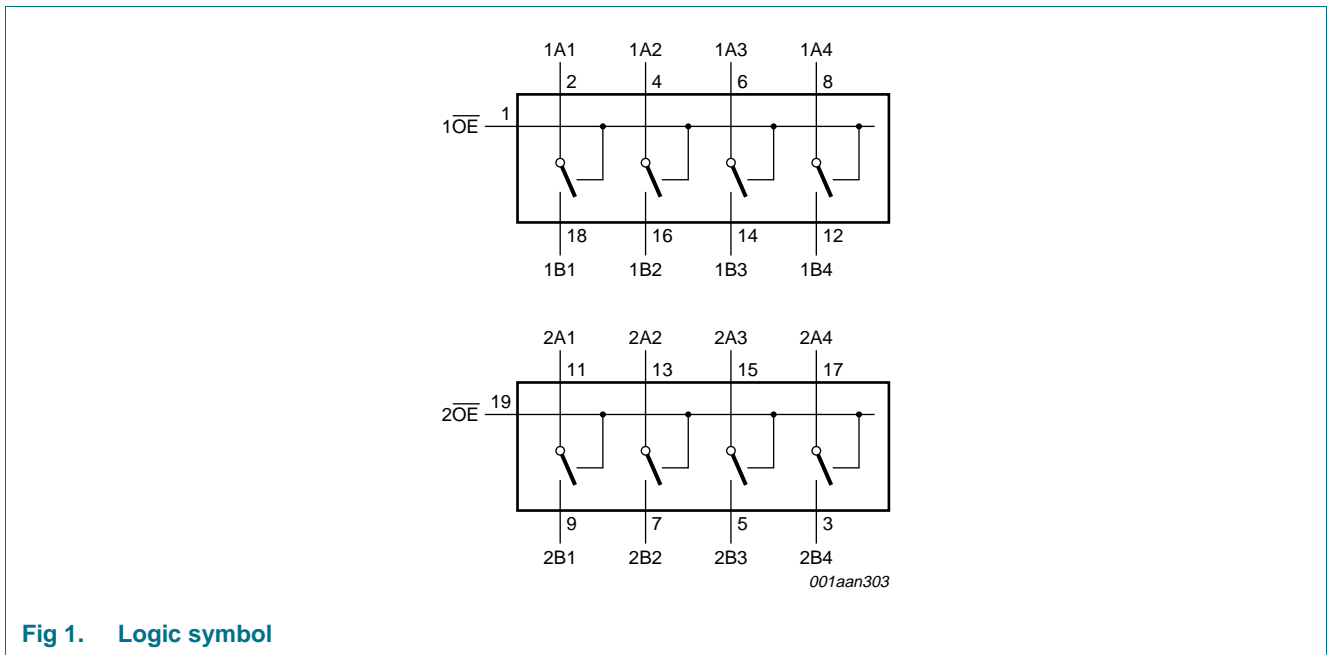 1A1 1A2 1A3 1A4
2 4 6 8
1
1O̅E̅
18 16 14 12
1B1 1B2 1B3 1B4
2A1 2A2 2A3 2A4
11 13 15 17
19
2O̅E̅
9 7 5 3
2B1 2B2 2B3 2B4
001aan303
Fig 1. Logic symbol